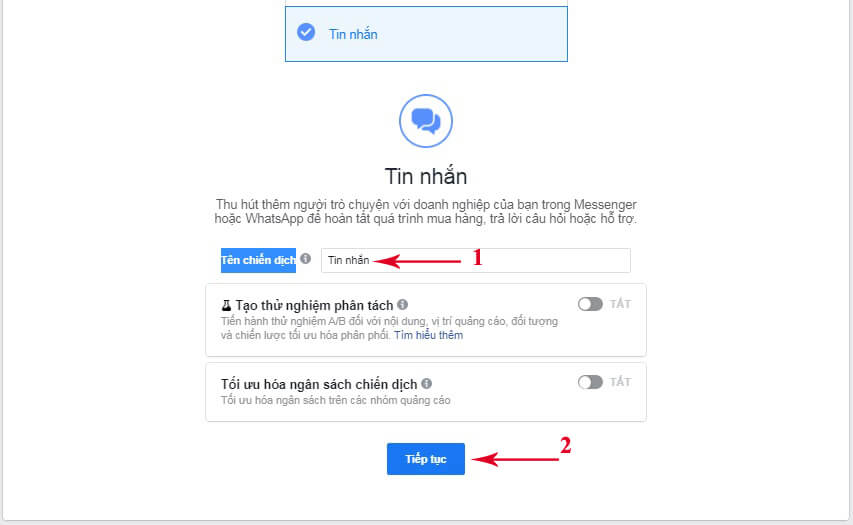 Tin nhắn
Tin nhắn
Thu hút thêm người trò chuyện với doanh nghiệp của bạn trong Messenger
hoặc WhatsApp để hoàn tất quá trình mua hàng, trả lời câu hỏi hoặc hỗ trợ.
Tên chiến dịch Tin nhắn 1
Tạo thử nghiệm phân tách TẮT
Tiến hành thử nghiệm A/B đối với nội dung, vị trí quảng cáo, đối tượng
và chiến lược tối ưu hóa phân phối. Tìm hiểu thêm
Tối ưu hóa ngân sách chiến dịch TẮT
Tối ưu hóa ngân sách trên các nhóm quảng cáo
Tiếp tục 2